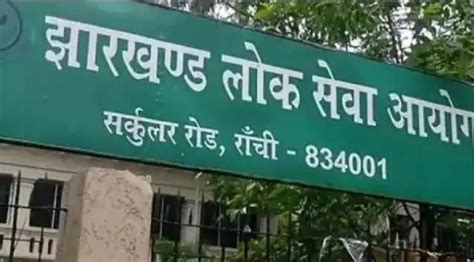 झारखण्ड लोक सेवा आयोग
सर्कुलर रोड, राँची - 834001